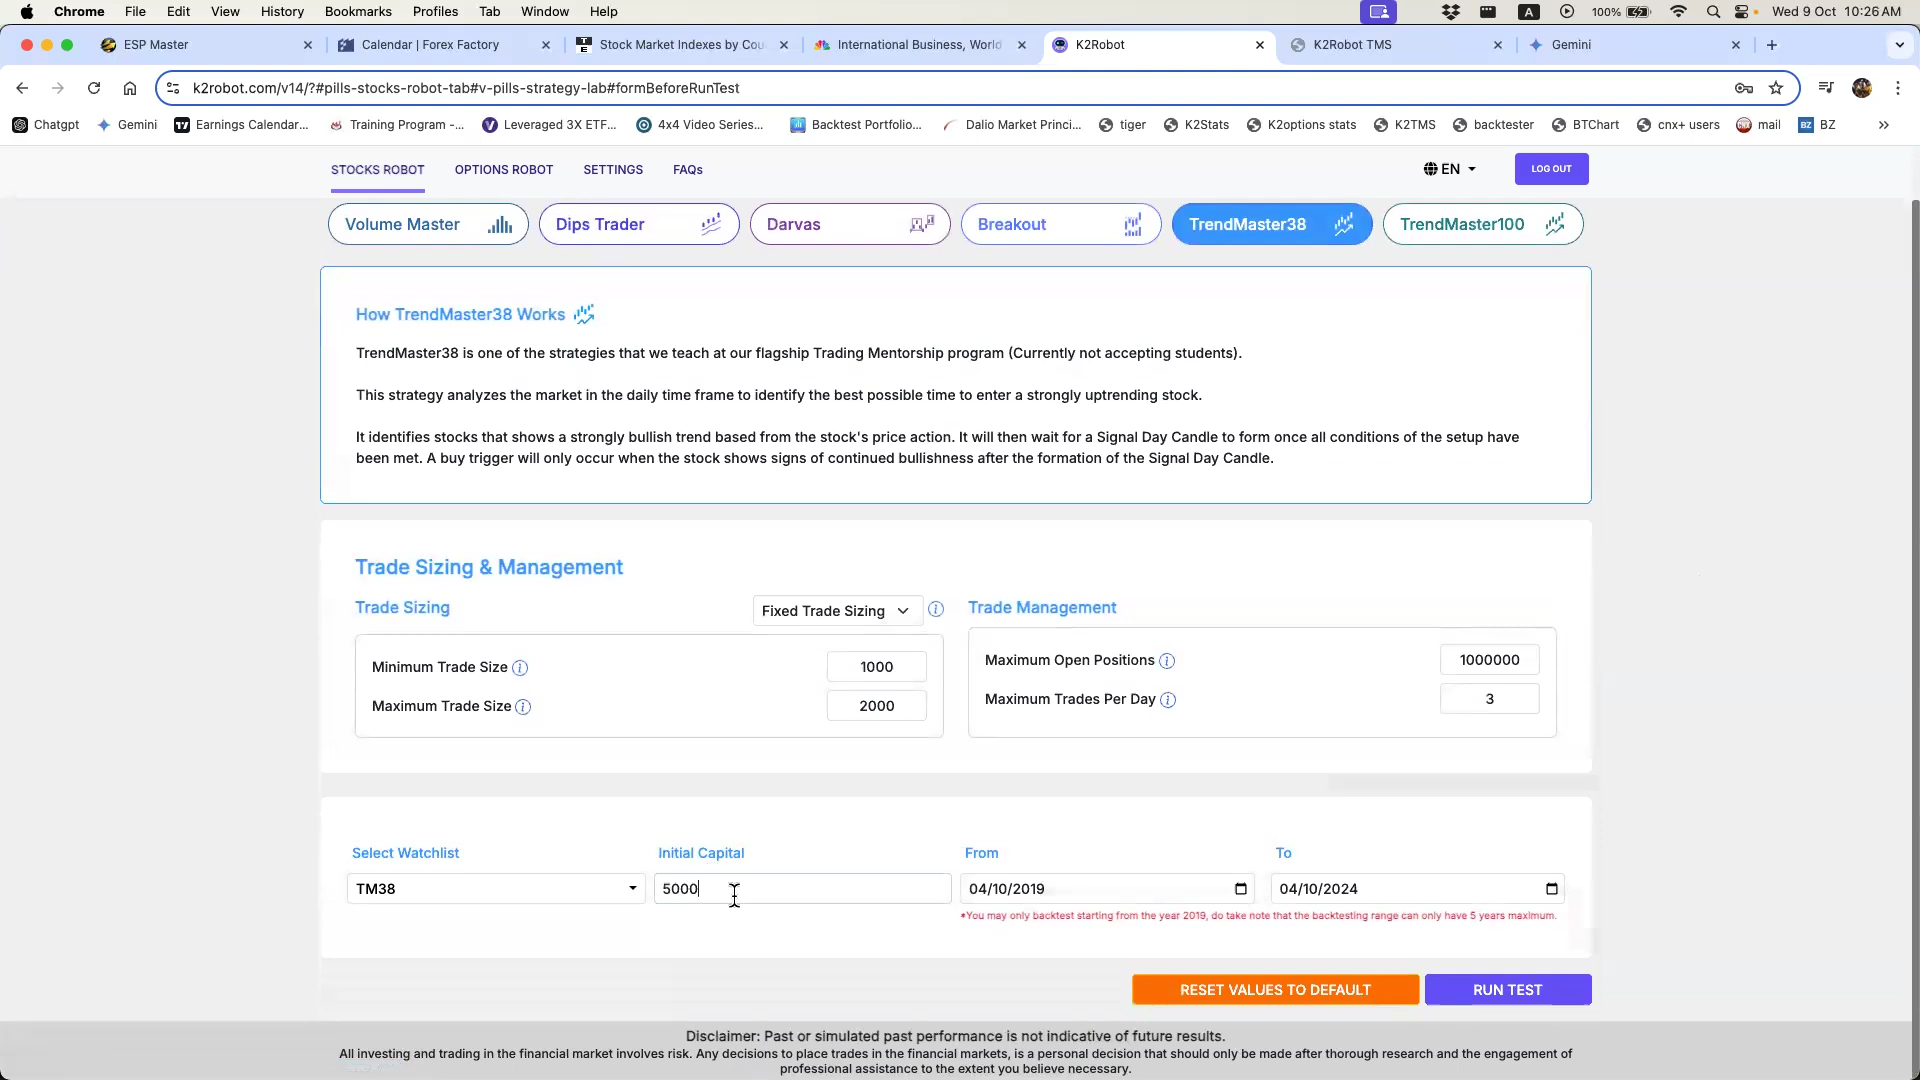 Chrome File Edit View History Bookmarks Profiles Tab Window Help A 100% Wed 9 Oct 10:26 AM
ESP Master Calendar | Forex Factory Stock Market Indexes by Cou International Business, World K2Robot K2Robot TMS Gemini
k2robot.com/v14/?#pills-stocks-robot-tab#v-pills-strategy-lab#formBeforeRunTest
Chatgpt Gemini Earnings Calendar... Training Program -... Leveraged 3X ETF... 4x4 Video Series... Backtest Portfolio... Dalio Market Princi... tiger K2Stats K2options stats K2TMS backtester BTChart cnx+ users mail BZ BZ
STOCKS ROBOT OPTIONS ROBOT SETTINGS FAQs EN LOG OUT
Volume Master Dips Trader Darvas Breakout TrendMaster38 TrendMaster100
How TrendMaster38 Works
TrendMaster38 is one of the strategies that we teach at our flagship Trading Mentorship program (Currently not accepting students).
This strategy analyzes the market in the daily time frame to identify the best possible time to enter a strongly uptrending stock.
It identifies stocks that shows a strongly bullish trend based from the stock's price action. It will then wait for a Signal Day Candle to form once all conditions of the setup have
been met. A buy trigger will only occur when the stock shows signs of continued bullishness after the formation of the Signal Day Candle.
Trade Sizing & Management
Trade Sizing Fixed Trade Sizing Trade Management
Minimum Trade Size 1000 Maximum Open Positions 1000000
Maximum Trade Size 2000 Maximum Trades Per Day 3
Select Watchlist Initial Capital From To
TM38 5000 04/10/2019 04/10/2024
*You may only backtest starting from the year 2019, do take note that the backtesting range can only have 5 years maximum.
RESET VALUES TO DEFAULT RUN TEST
Disclaimer: Past or simulated past performance is not indicative of future results.
All investing and trading in the financial market involves risk. Any decisions to place trades in the financial markets, is a personal decision that should only be made after thorough research and the engagement of
professional assistance to the extent you believe necessary.